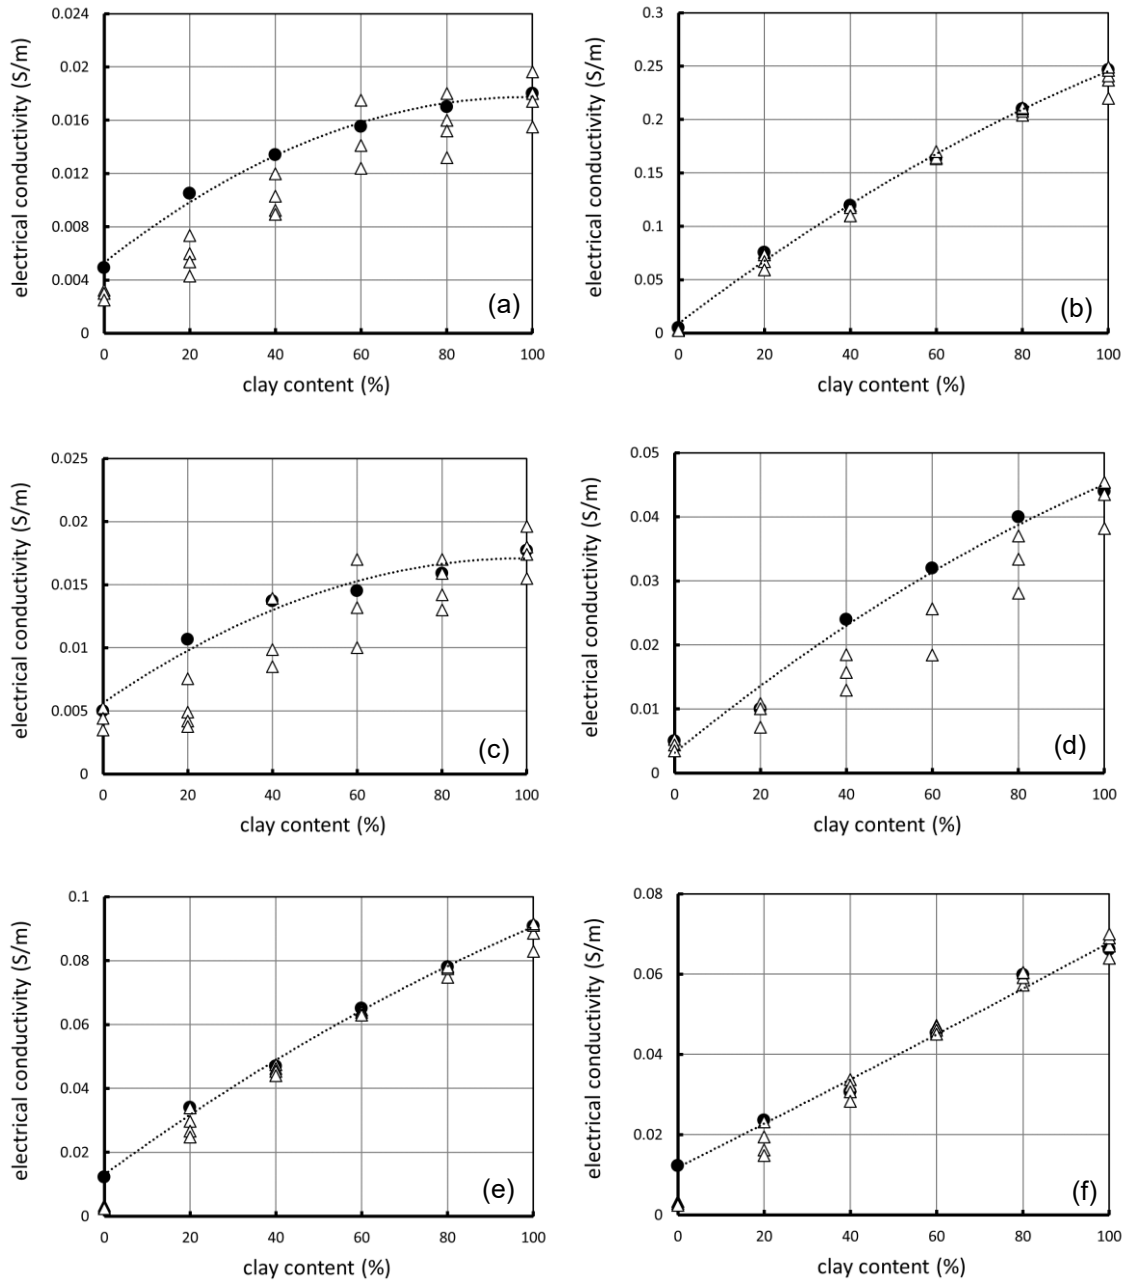 electrical conductivity (S/m)
0.024
0.02
0.016
0.012
0.008
0.004
0
(a)
0 20 40 60 80 100
clay content (%)
electrical conductivity (S/m)
0.3
0.25
0.2
0.15
0.1
0.05
0
(b)
0 20 40 60 80 100
clay content (%)
electrical conductivity (S/m)
0.025
0.02
0.015
0.01
0.005
0
(c)
0 20 40 60 80 100
clay content (%)
electrical conductivity (S/m)
0.05
0.04
0.03
0.02
0.01
0
(d)
0 20 40 60 80 100
clay content (%)
electrical conductivity (S/m)
0.1
0.08
0.06
0.04
0.02
0
(e)
0 20 40 60 80 100
clay content (%)
electrical conductivity (S/m)
0.08
0.06
0.04
0.02
0
(f)
0 20 40 60 80 100
clay content (%)